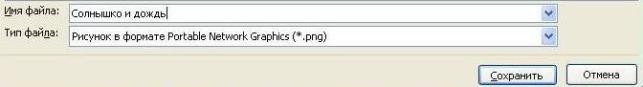 Имя файла: Солнышко и дождь
Тип файла: Рисунок в формате Portable Network Graphics (*.png)
Сохранить Отмена